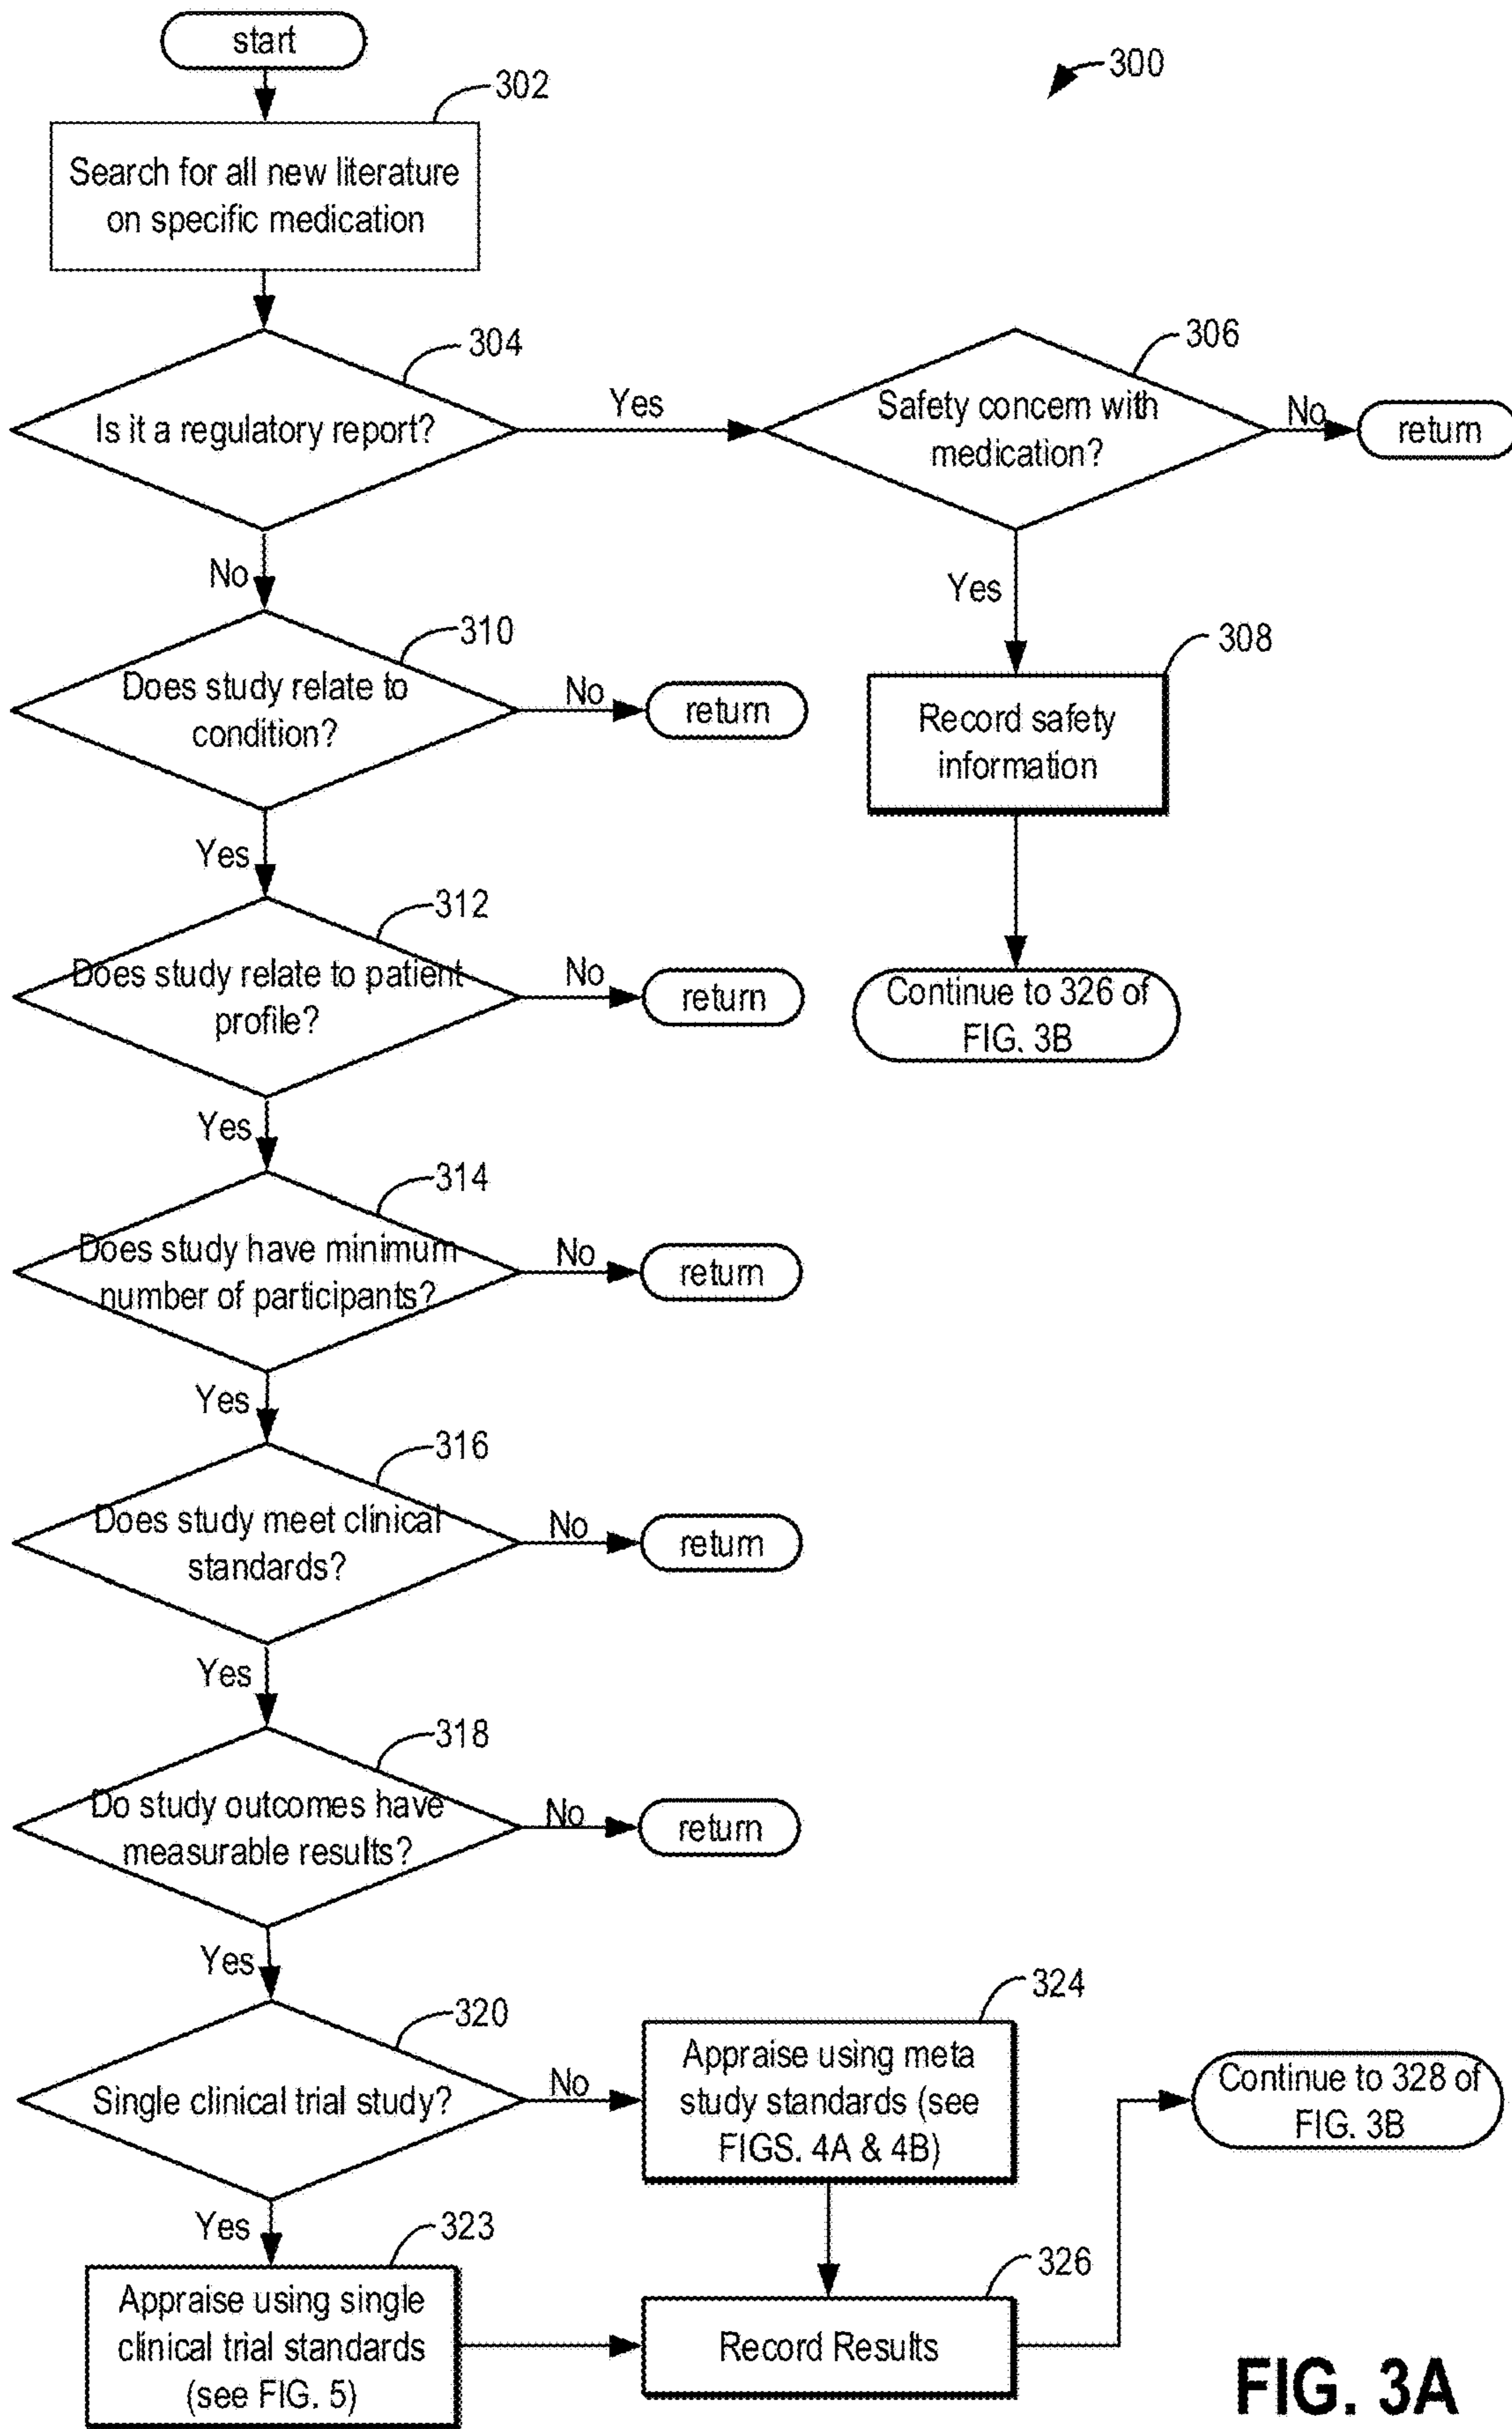 start
300
302
Search for all new literature
on specific medication
304
Is it a regulatory report?
Yes
306
Safety concern with
medication?
No
return
No
Yes
310
Does study relate to
condition?
No
return
308
Record safety
information
Yes
312
Does study relate to patient
profile?
No
return
Continue to 326 of
FIG. 3B
Yes
314
Does study have minimum
number of participants?
No
return
Yes
316
Does study meet clinical
standards?
No
return
Yes
318
Do study outcomes have
measurable results?
No
return
Yes
320
Single clinical trial study?
No
324
Appraise using meta
study standards (see
FIGS. 4A & 4B)
Continue to 328 of
FIG. 3B
Yes
323
Appraise using single
clinical trial standards
(see FIG. 5)
326
Record Results
FIG. 3A